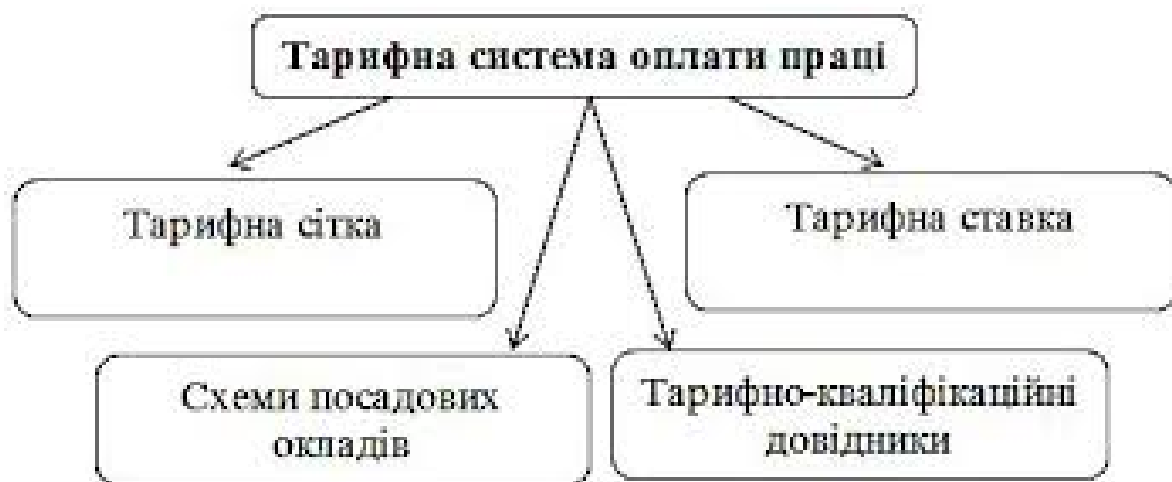 Тарифна система оплати праці
Тарифна сітка
Тарифна ставка
Схеми посадових
окладів
Тарифно-кваліфікаційні
довідники